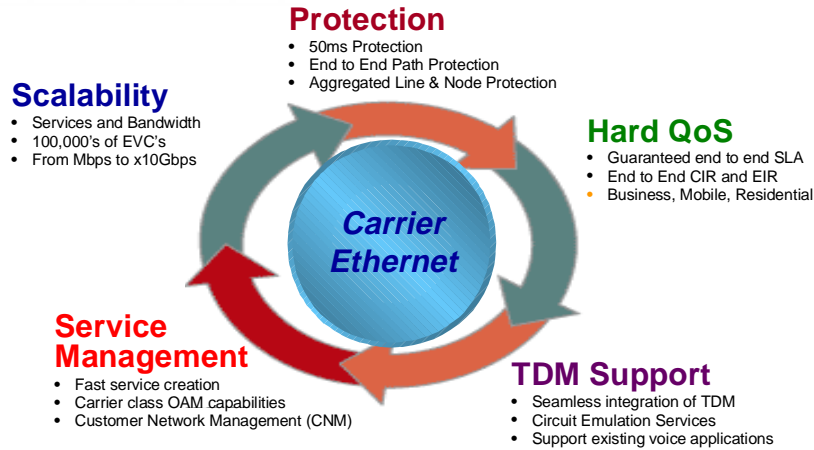 Protection
• 50ms Protection
• End to End Path Protection
• Aggregated Line & Node Protection
Scalability
• Services and Bandwidth
• 100,000's of EVC's
• From Mbps to x10Gbps
Hard QoS
• Guaranteed end to end SLA
• End to End CIR and EIR
• Business, Mobile, Residential
Carrier
Ethernet
Service
Management
• Fast service creation
• Carrier class OAM capabilities
• Customer Network Management (CNM)
TDM Support
• Seamless integration of TDM
• Circuit Emulation Services
• Support existing voice applications